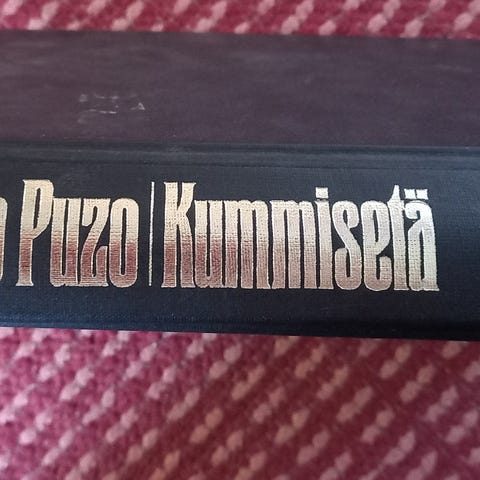 o Puzo | Kummisetä